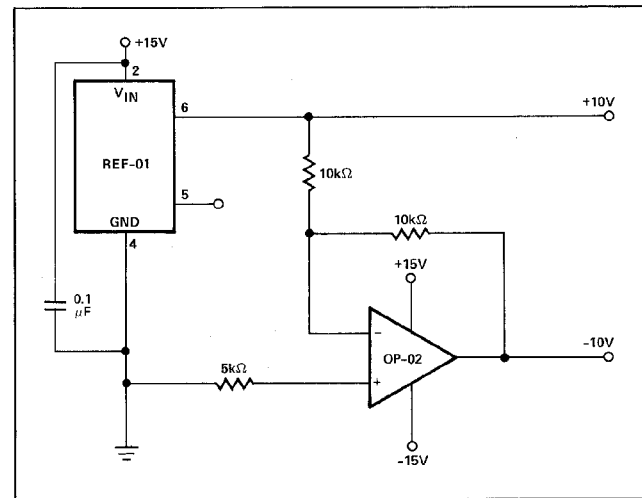 +15V
2
VIN
6
+10V
REF-01
10kΩ
5
10kΩ
GND
4
+15V
0.1
μF
−
OP-02
-10V
5kΩ
+
-15V